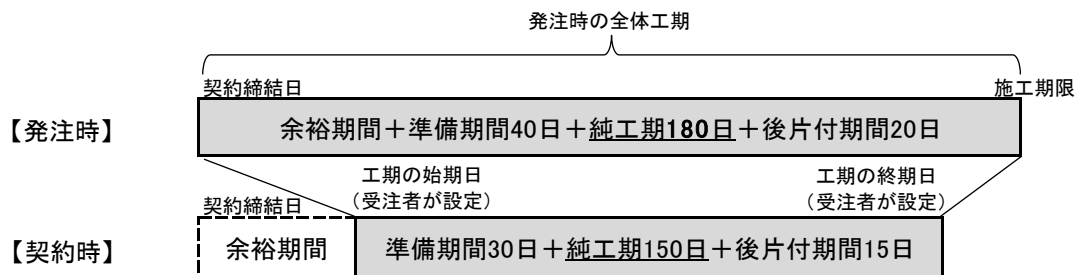 発注時の全体工期
契約締結日
施工期限
【発注時】
余裕期間＋準備期間40日＋純工期180日＋後片付期間20日
工期の始期日
（受注者が設定）
工期の終期日
（受注者が設定）
契約締結日
【契約時】
余裕期間
準備期間30日＋純工期150日＋後片付期間15日